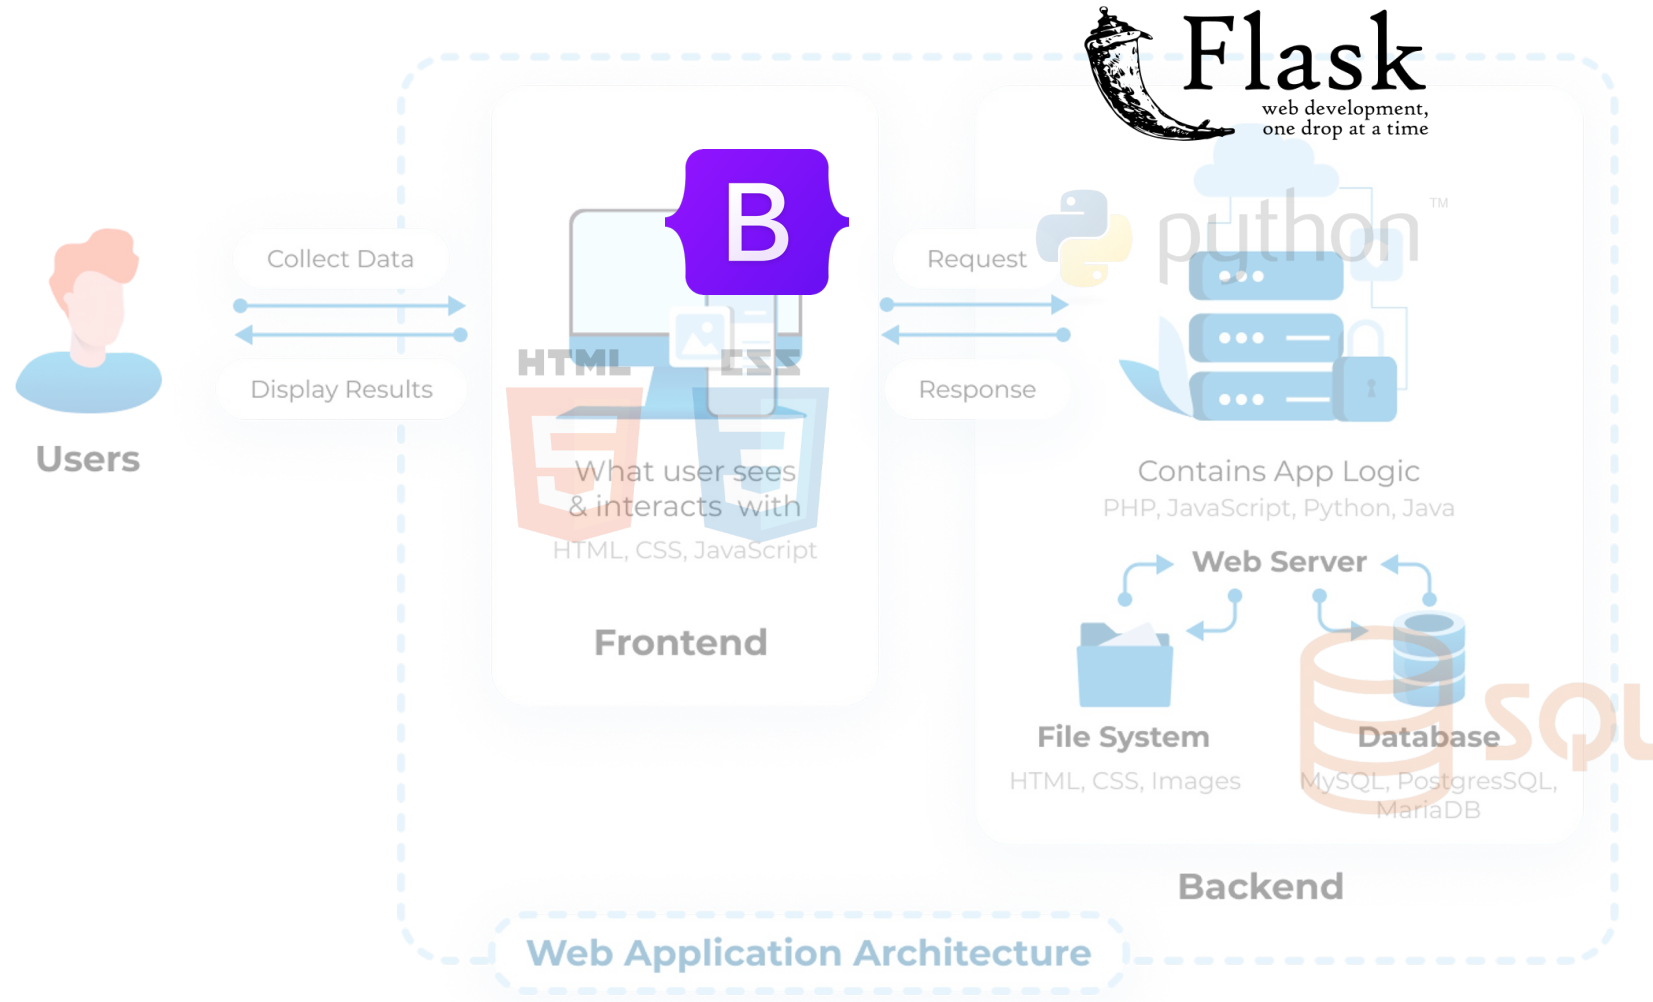 Flask
web development,
one drop at a time
B
python
TM
Collect Data
Display Results
Users
Request
Response
HTML
CSS
What user sees
& interacts with
HTML, CSS, JavaScript
Frontend
Contains App Logic
PHP, JavaScript, Python, Java
Web Server
File System
HTML, CSS, Images
Database
MySQL, PostgresSQL,
MariaDB
SQL
Backend
Web Application Architecture